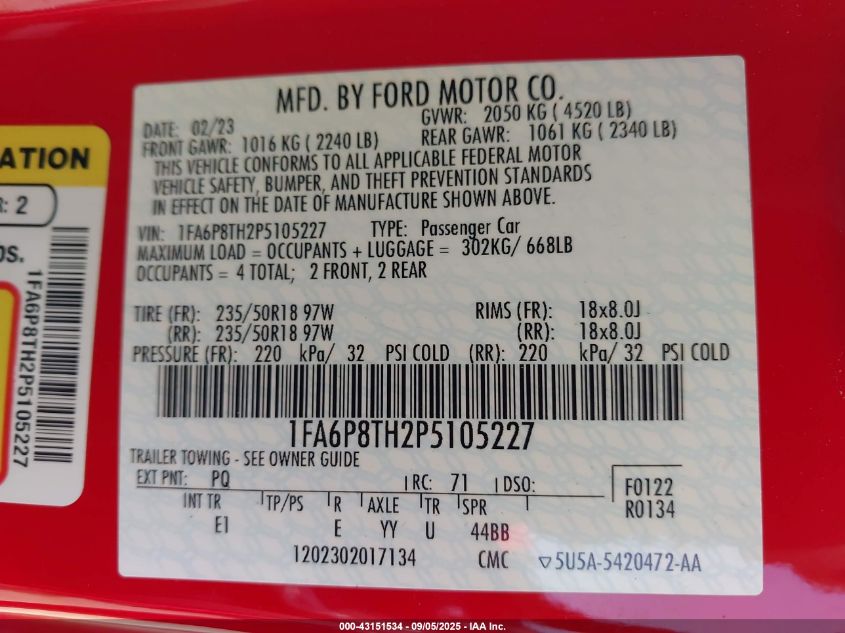 ATION
R: 2
DS.
1FA6P8TH2P5105227
MFD. BY FORD MOTOR CO.
DATE: 02/23 GVWR: 2050 KG ( 4520 LB)
FRONT GAWR: 1016 KG ( 2240 LB) REAR GAWR: 1061 KG ( 2340 LB)
THIS VEHICLE CONFORMS TO ALL APPLICABLE FEDERAL MOTOR
VEHICLE SAFETY, BUMPER, AND THEFT PREVENTION STANDARDS
IN EFFECT ON THE DATE OF MANUFACTURE SHOWN ABOVE.
VIN: 1FA6P8TH2P5105227 TYPE: Passenger Car
MAXIMUM LOAD = OCCUPANTS + LUGGAGE = 302KG/ 668LB
OCCUPANTS = 4 TOTAL; 2 FRONT, 2 REAR
TIRE (FR): 235/50R18 97W RIMS (FR): 18x8.0J
(RR): 235/50R18 97W (RR): 18x8.0J
PRESSURE (FR): 220 kPa/ 32 PSI COLD (RR): 220 kPa/ 32 PSI COLD
1FA6P8TH2P5105227
TRAILER TOWING - SEE OWNER GUIDE
EXT PNT: PQ RC: 71 DSO: F0122
INT TR TP/PS R AXLE TR SPR R0134
EI E YY U 44BB
1202302017134 CMC ▽5U5A-5420472-AA
000-43151534 - 09/05/2025 - IAA Inc.